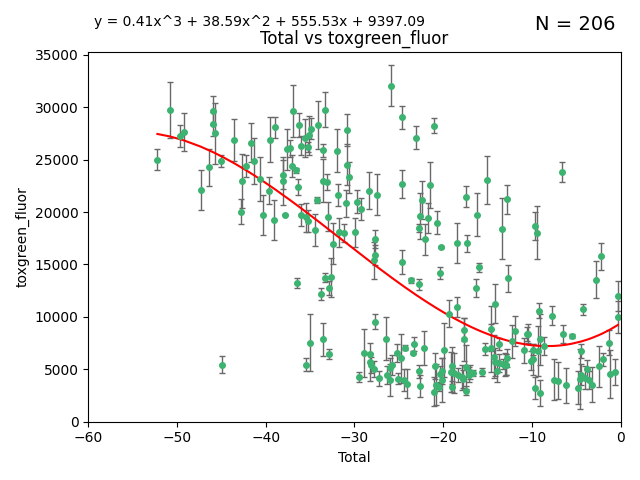 y = 0.41x^3 + 38.59x^2 + 555.53x + 9397.09
N = 206
Total vs toxgreen_fluor
35000
30000
25000
20000
15000
10000
5000
0
toxgreen_fluor
−60 −50 −40 −30 −20 −10 0
Total